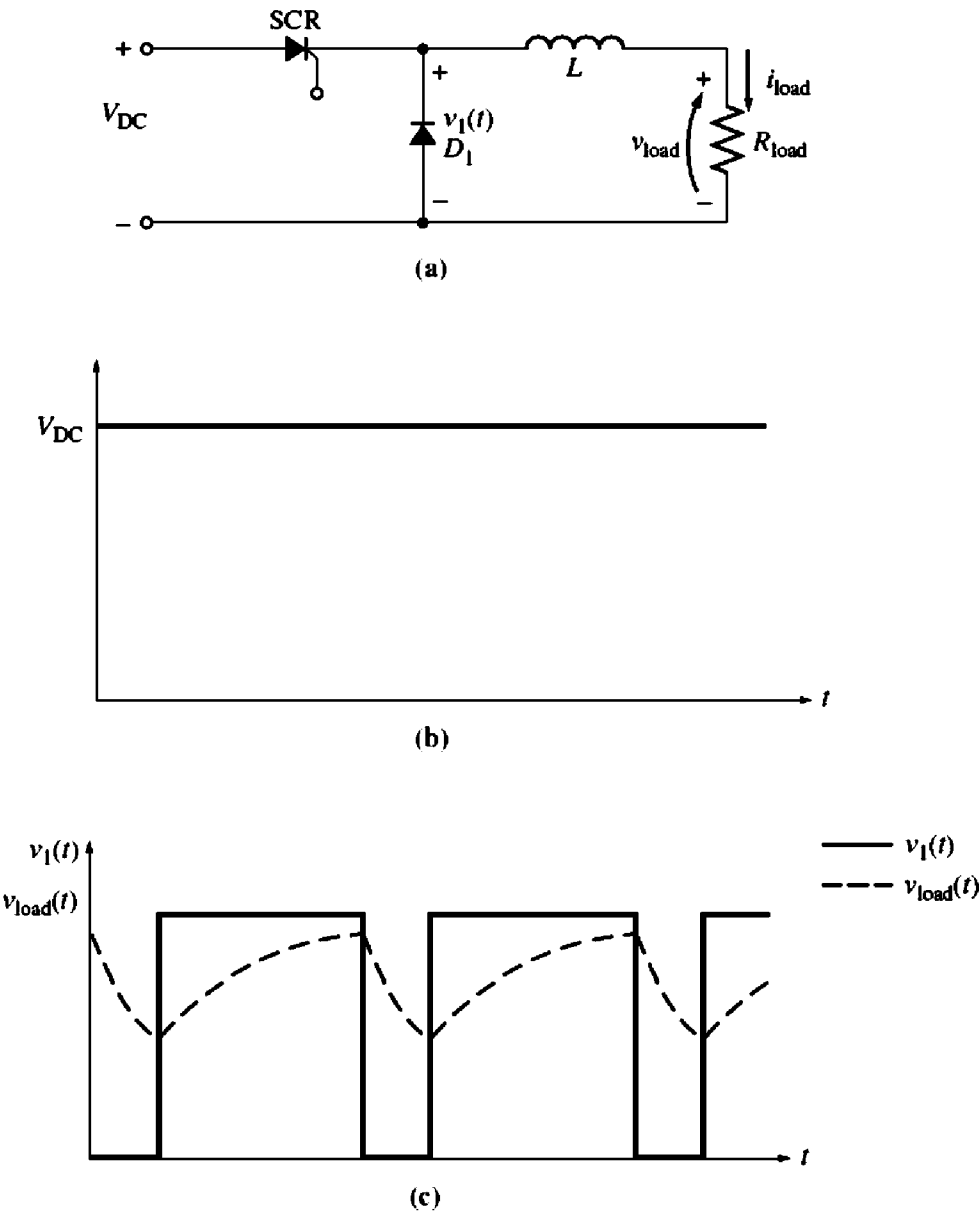 SCR
+
L
+
+
i_load
V_DC
v_1(t)
D_1
v_load
R_load
−
−
−
(a)
V_DC
t
(b)
v_1(t)
v_load(t)
v_1(t)
v_load(t)
t
(c)